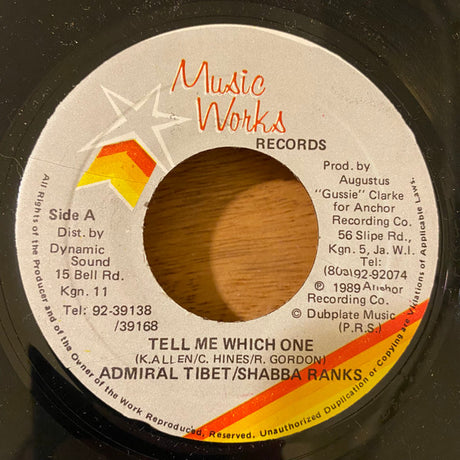 Music
Works
RECORDS
Prod. by
Augustus
"Gussie" Clarke
for Anchor
Recording Co.
56 Slipe Rd.,
Kgn. 5, Ja. W.I.
Tel:
(809)92-92074
℗ 1989 Anchor
Recording Co.
© Dubplate Music
(P.R.S.)
Side A
Dist. by
Dynamic
Sound
15 Bell Rd.
Kgn. 11
Tel: 92-39138
/39168
TELL ME WHICH ONE
(K.ALLEN/C. HINES/R. GORDON)
ADMIRAL TIBET/SHABBA RANKS
All Rights of the Producer and of the Owner of the Work Reproduced, Reserved. Unauthorized Duplication or Copying are Violations of Applicable Laws.